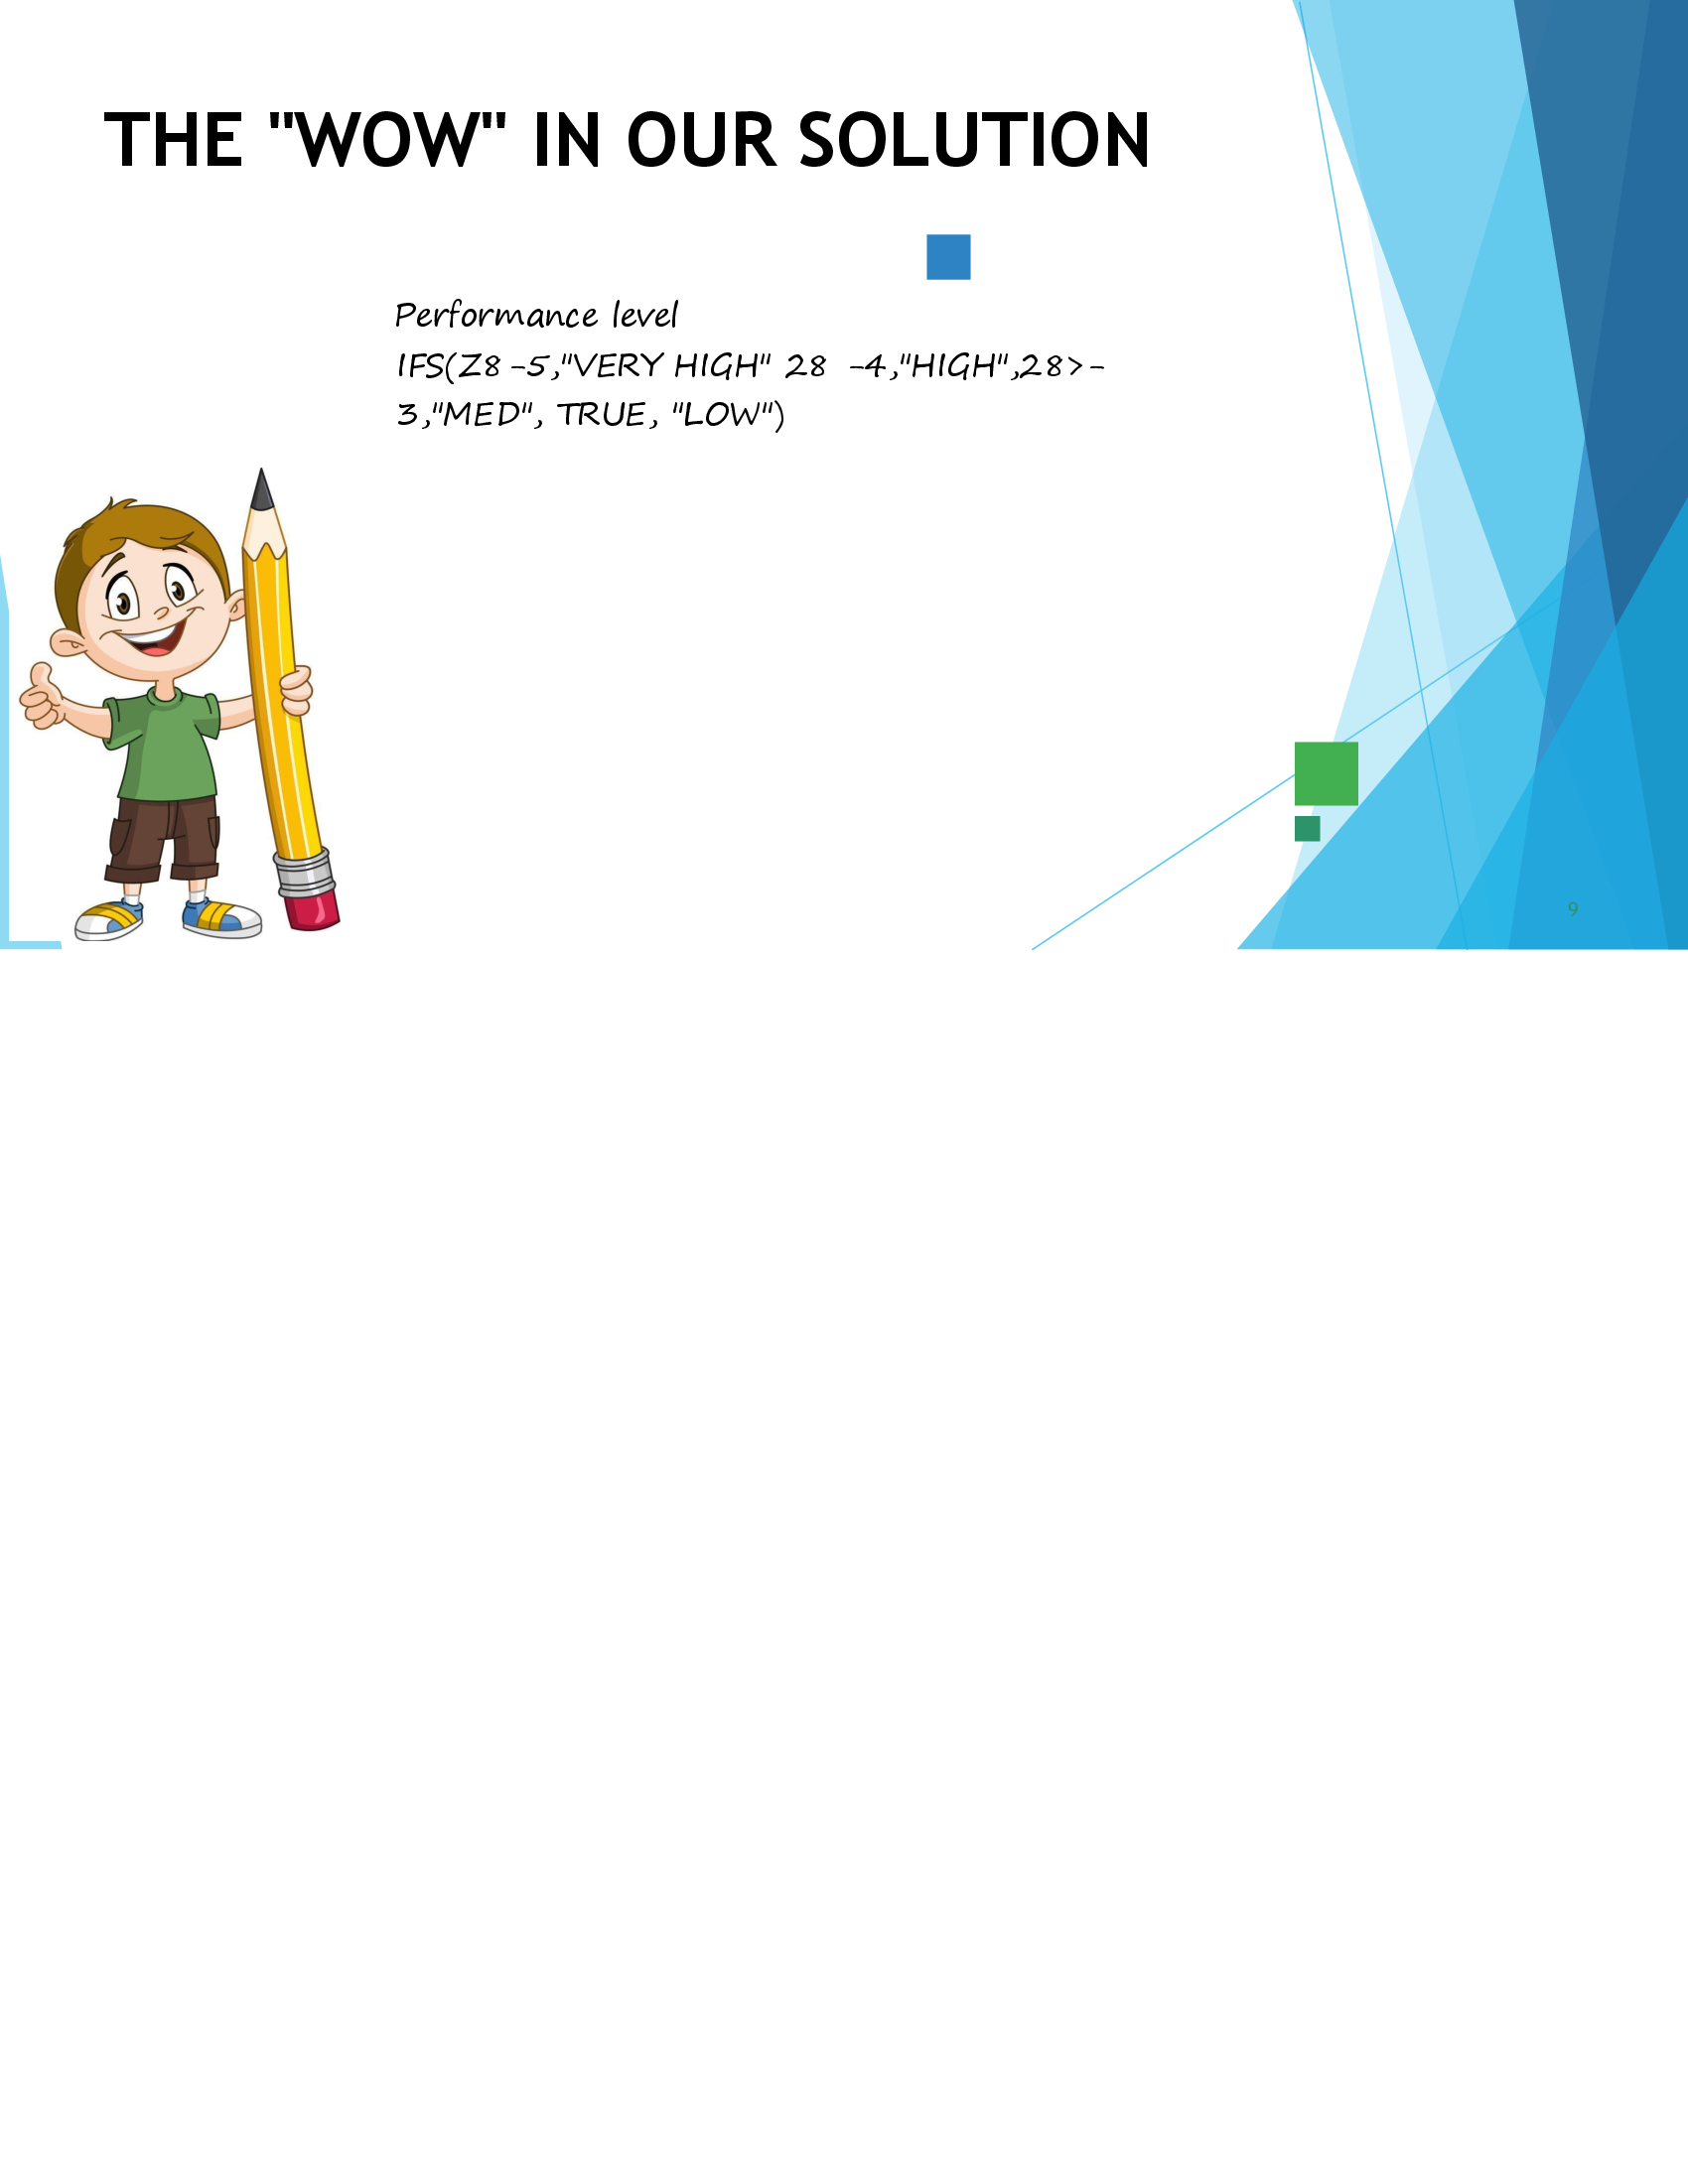 THE "WOW" IN OUR SOLUTION
Performance level
IFS(Z8 -5,"VERY HIGH" 28 -4,"HIGH",28>-
3,"MED", TRUE, "LOW")
9